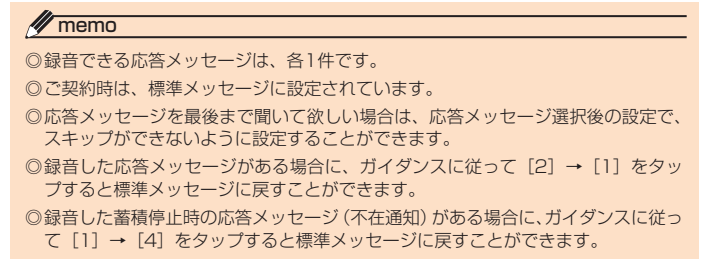 memo
◎録音できる応答メッセージは、各1件です。
◎ご契約時は、標準メッセージに設定されています。
◎応答メッセージを最後まで聞いて欲しい場合は、応答メッセージ選択後の設定で、
スキップができないように設定することができます。
◎録音した応答メッセージがある場合に、ガイダンスに従って［2］→［1］をタッ
プすると標準メッセージに戻すことができます。
◎録音した蓄積停止時の応答メッセージ（不在通知）がある場合に、ガイダンスに従っ
て［1］→［4］をタップすると標準メッセージに戻すことができます。